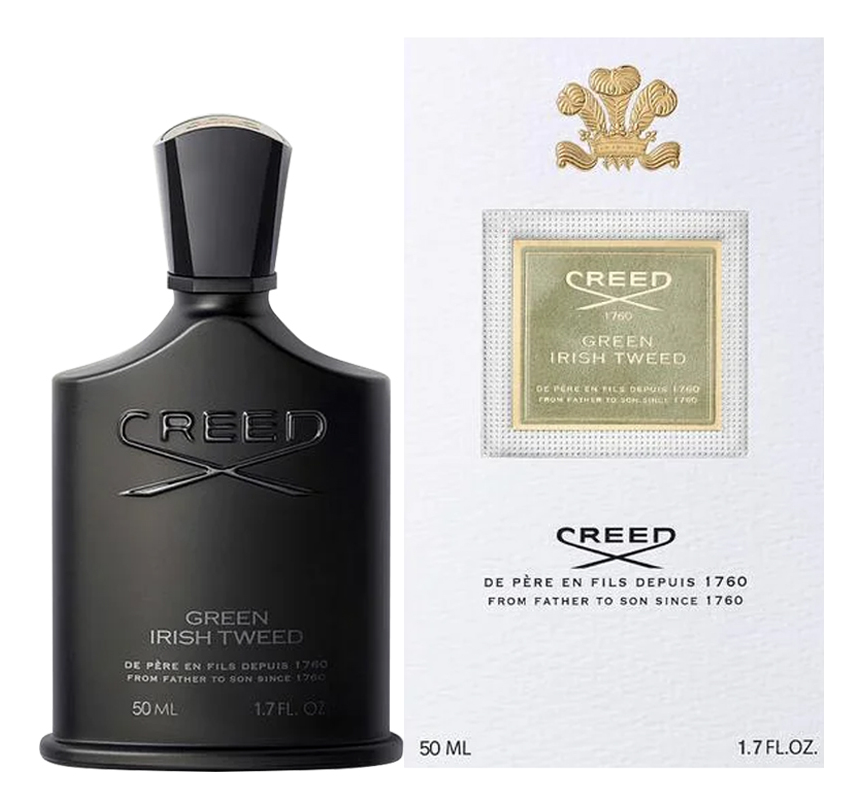 CREED
GREEN
IRISH TWEED
DE PÈRE EN FILS DEPUIS 1760
FROM FATHER TO SON SINCE 1760
50 ML 1.7 FL. OZ
CREED
1760
GREEN
IRISH TWEED
DE PÈRE EN FILS DEPUIS 1760
FROM FATHER TO SON SINCE 1760
CREED
DE PÈRE EN FILS DEPUIS 1760
FROM FATHER TO SON SINCE 1760
50 ML 1.7 FL.OZ.